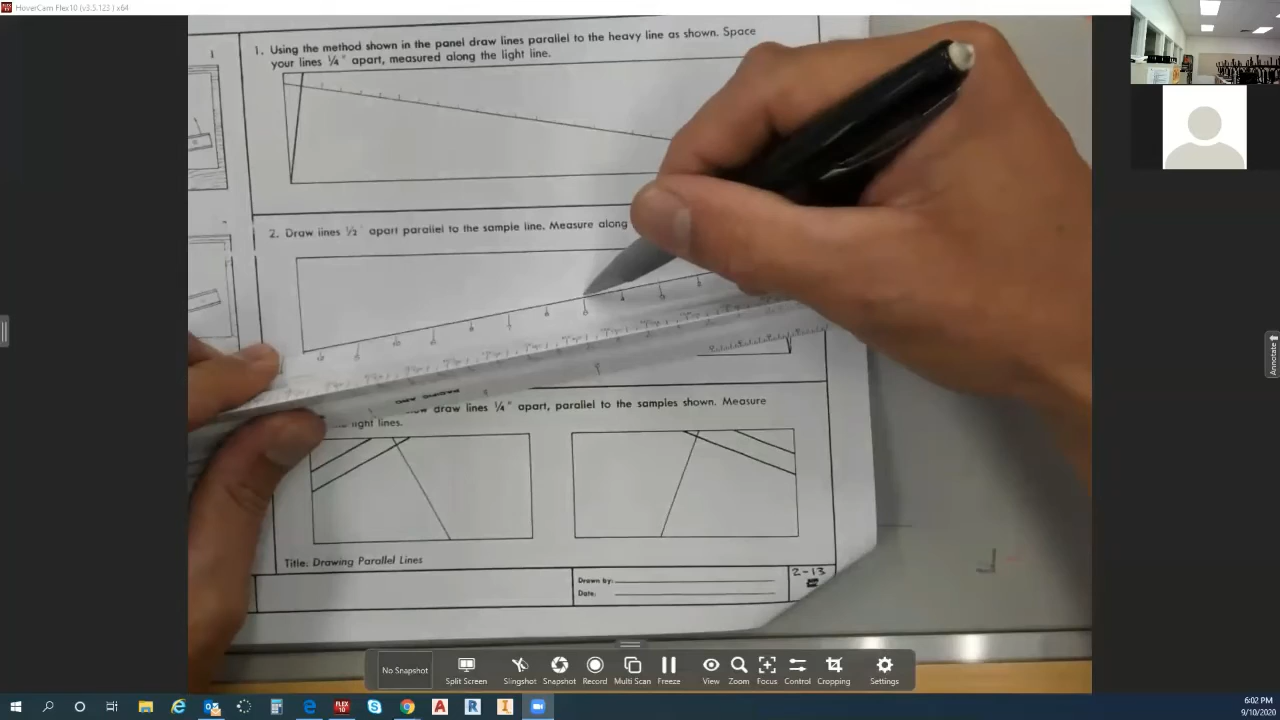 HoverCam Flex10 (v3.5.123 ) x64
1. Using the method shown in the panel draw lines parallel to the heavy line as shown. Space
your lines ¼" apart, measured along the light line.
2. Draw lines ½" apart parallel to the sample line. Measure along
draw lines ¼" apart, parallel to the samples shown. Measure
light lines.
Title: Drawing Parallel Lines
Drawn by:
Date:
2-13
Annotate
No Snapshot
Split Screen
Slingshot
Snapshot
Record
Multi Scan
Freeze
View
Zoom
Focus
Control
Cropping
Settings
6:02 PM
9/10/2020